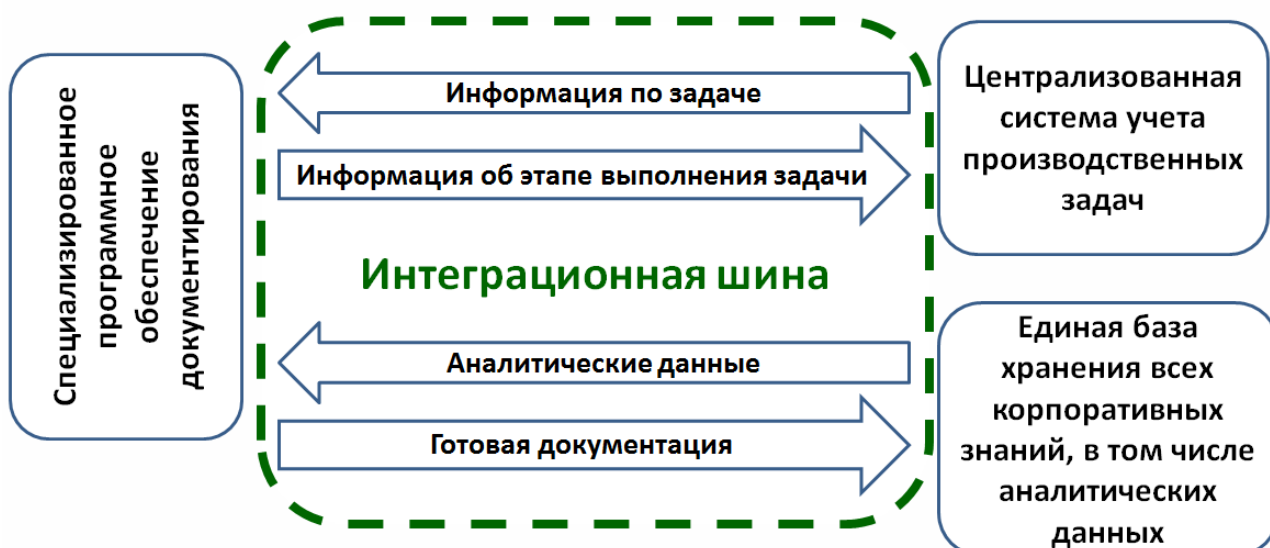 Специализированное
программное
обеспечение
документирования
Информация по задаче
Информация об этапе выполнения задачи
Интеграционная шина
Аналитические данные
Готовая документация
Централизованная
система учета
производственных
задач
Единая база
хранения всех
корпоративных
знаний, в том числе
аналитических
данных